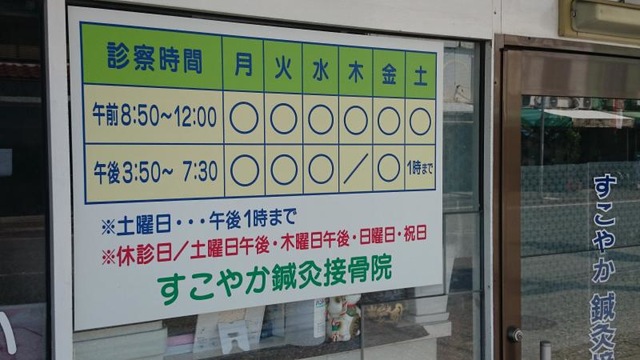 診察時間 月 火 水 木 金 土
午前8:50～12:00 ○ ○ ○ ○ ○ ○
午後3:50～7:30 ○ ○ ○ ／ ○ 1時まで
※土曜日・・・午後1時まで
※休診日／土曜日午後・木曜日午後・日曜日・祝日
すこやか鍼灸接骨院
すこやか 鍼灸接